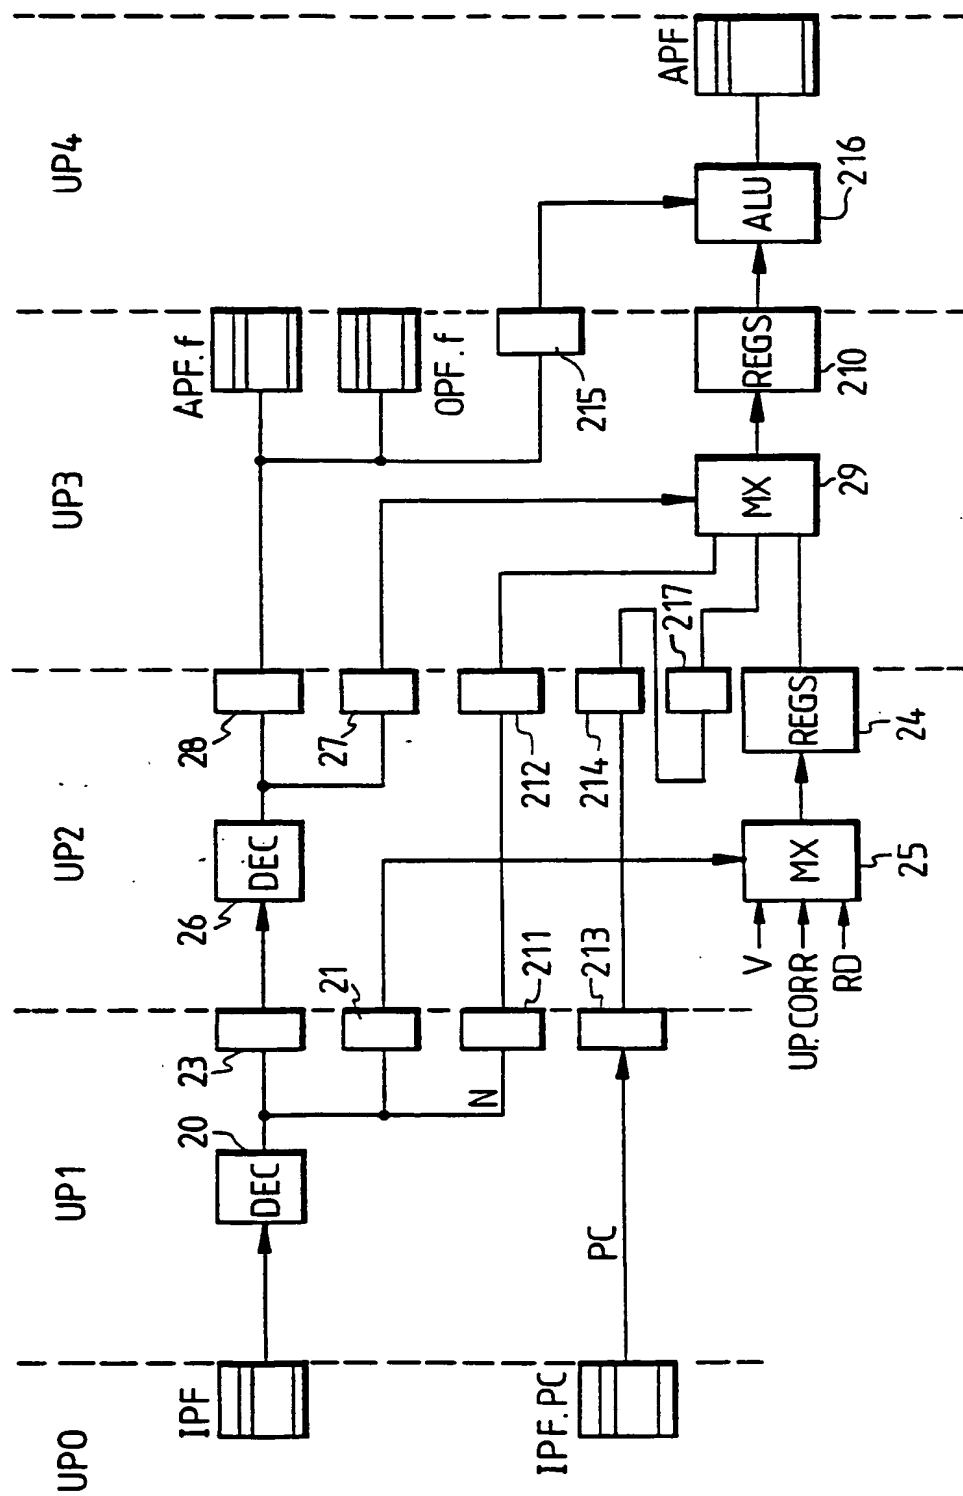 UP0
UP1
UP2
UP3
UP4
IPF
DEC
20
23
DEC
26
28
APF.f
21
27
OPF.f
N
211
212
215
IPF.PC
PC
213
214
217
V
UP.CORR
RD
MX
25
REGS
24
MX
29
REGS
210
ALU
216
APF